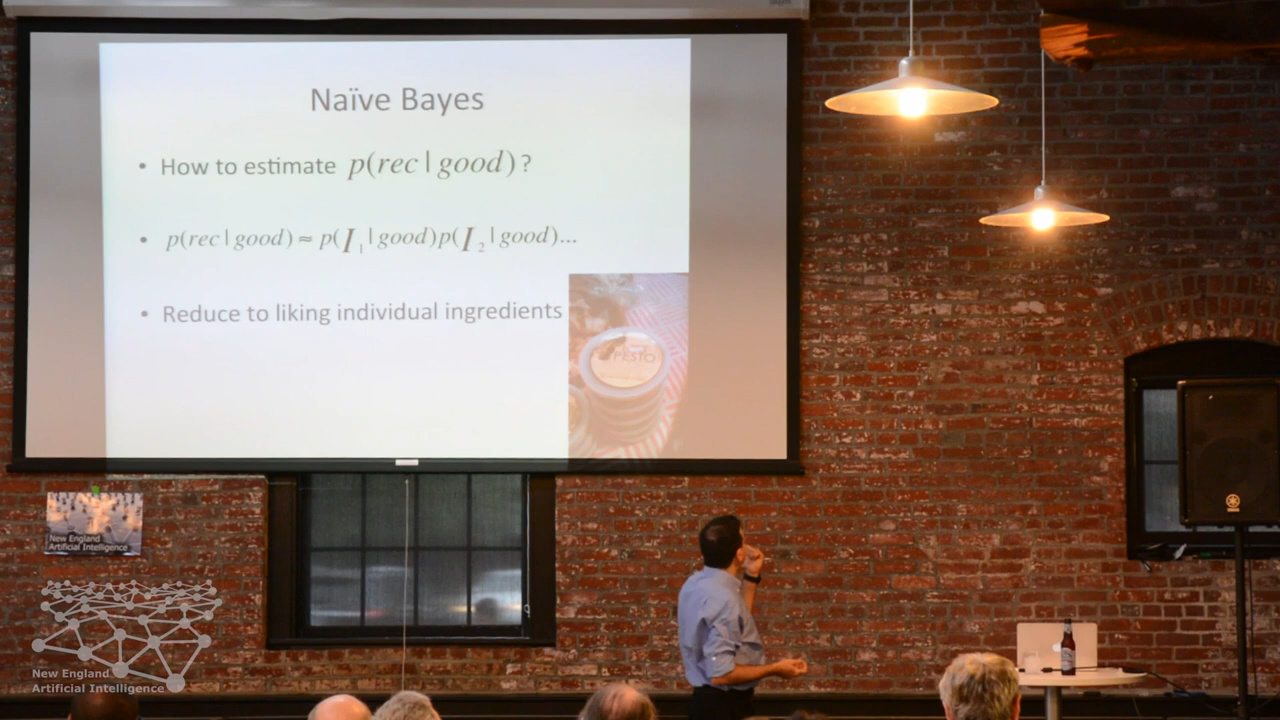 Naïve Bayes
• How to estimate p(rec | good) ?
• p(rec | good) ≈ p(I₁ | good)p(I₂ | good)...
• Reduce to liking individual ingredients
PESTO
New England
Artificial Intelligence
New England
Artificial Intelligence